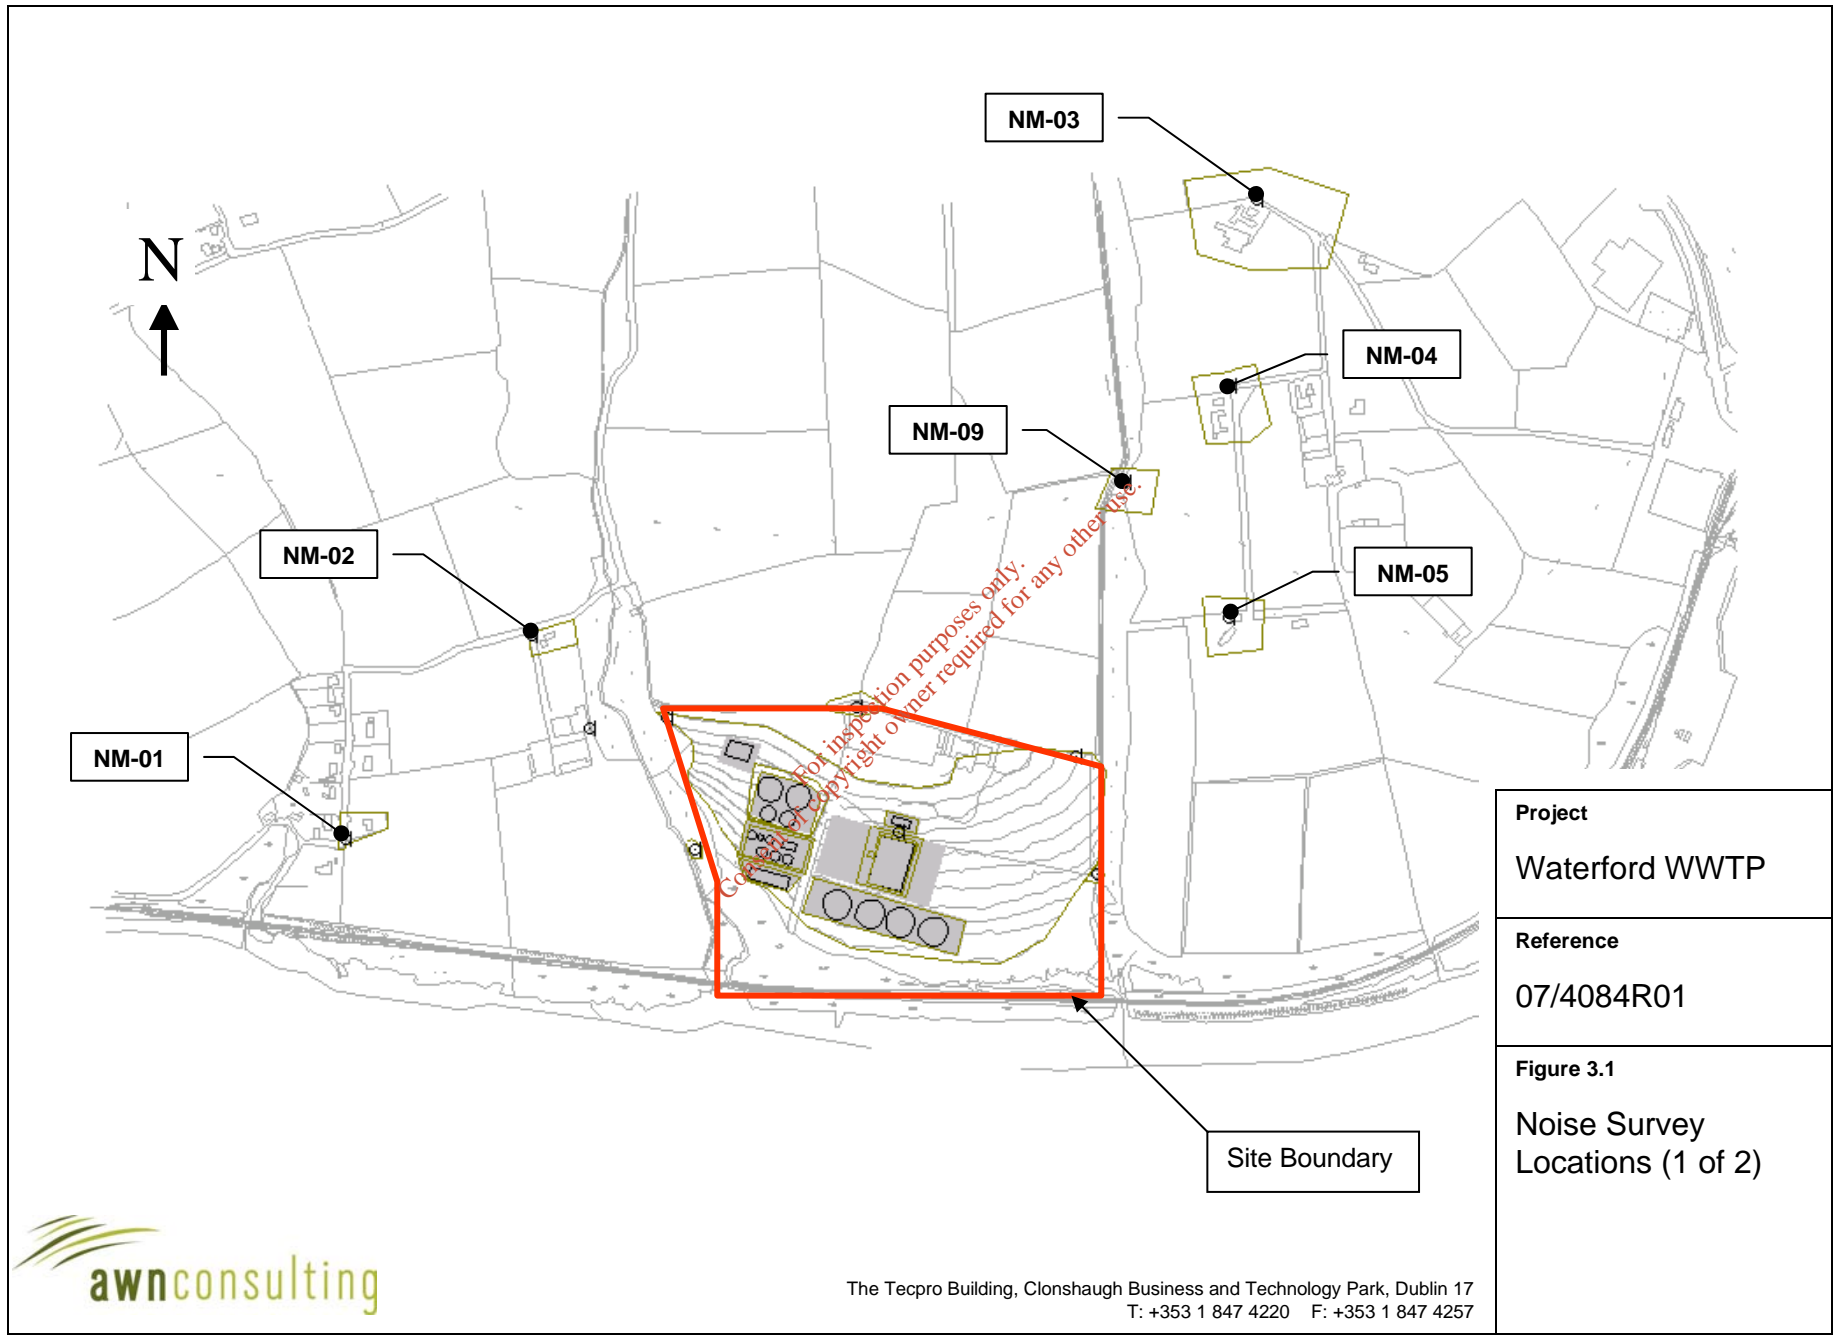 NM-03
N
NM-04
NM-09
NM-02
NM-05
NM-01
For inspection purposes only.
Consent of copyright owner required for any other use.
Site Boundary
Project
Waterford WWTP
Reference
07/4084R01
Figure 3.1
Noise Survey
Locations (1 of 2)
awnconsulting
The Tecpro Building, Clonshaugh Business and Technology Park, Dublin 17
T: +353 1 847 4220 F: +353 1 847 4257